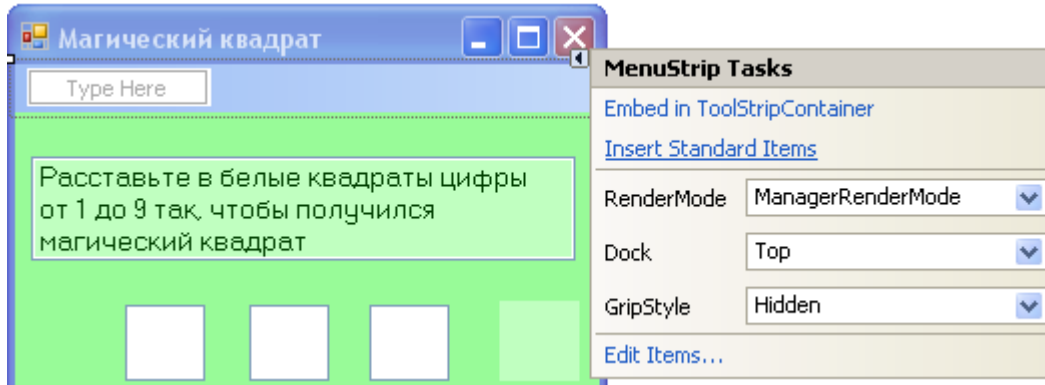 Магический квадрат
Type Here
Расставьте в белые квадраты цифры
от 1 до 9 так, чтобы получился
магический квадрат
MenuStrip Tasks
Embed in ToolStripContainer
Insert Standard Items
RenderMode ManagerRenderMode
Dock Top
GripStyle Hidden
Edit Items...